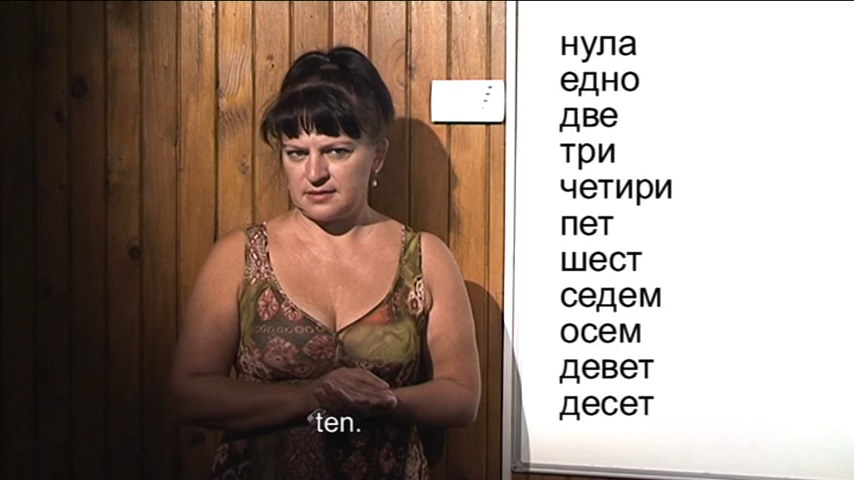 нула
едно
две
три
четири
пет
шест
седем
осем
девет
десет
ten.